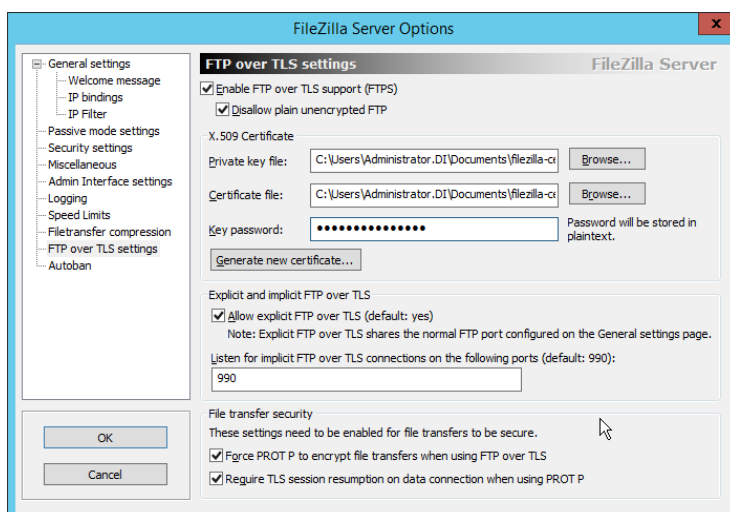 FileZilla Server Options
x
General settings
Welcome message
IP bindings
IP Filter
Passive mode settings
Security settings
Miscellaneous
Admin Interface settings
Logging
Speed Limits
Filetransfer compression
FTP over TLS settings
Autoban
OK
Cancel
FTP over TLS settings
FileZilla Server
Enable FTP over TLS support (FTPS)
Disallow plain unencrypted FTP
X.509 Certificate
Private key file:
C:\Users\Administrator.DI\Documents\filezilla-ce
Browse...
Certificate file:
C:\Users\Administrator.DI\Documents\filezilla-ce
Browse...
Key password:
•••••••••••••••
Password will be stored in
plaintext.
Generate new certificate...
Explicit and implicit FTP over TLS
Allow explicit FTP over TLS (default: yes)
Note: Explicit FTP over TLS shares the normal FTP port configured on the General settings page.
Listen for implicit FTP over TLS connections on the following ports (default: 990):
990
File transfer security
These settings need to be enabled for file transfers to be secure.
Force PROT P to encrypt file transfers when using FTP over TLS
Require TLS session resumption on data connection when using PROT P